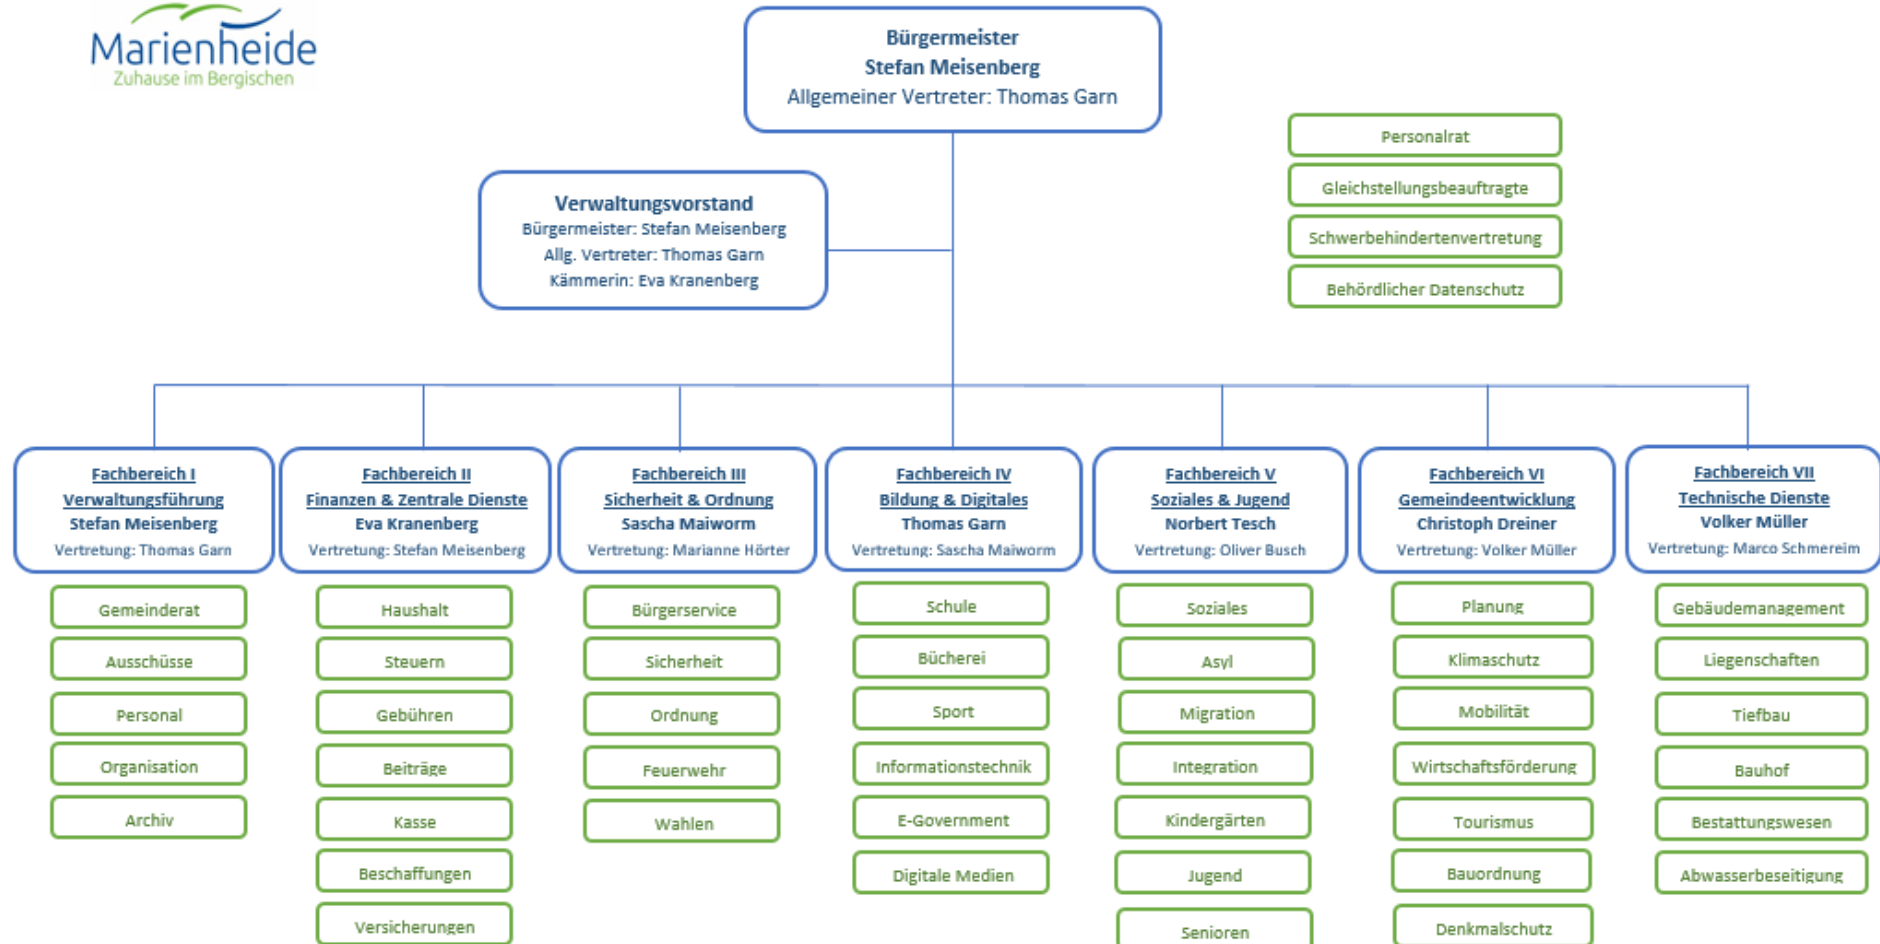 Marienheide
Zuhause im Bergischen
Bürgermeister
Stefan Meisenberg
Allgemeiner Vertreter: Thomas Garn
Personalrat
Gleichstellungsbeauftragte
Schwerbehindertenvertretung
Behördlicher Datenschutz
Verwaltungsvorstand
Bürgermeister: Stefan Meisenberg
Allg. Vertreter: Thomas Garn
Kämmerin: Eva Kranenberg
Fachbereich I
Verwaltungsführung
Stefan Meisenberg
Vertretung: Thomas Garn
Gemeinderat
Ausschüsse
Personal
Organisation
Archiv
Fachbereich II
Finanzen & Zentrale Dienste
Eva Kranenberg
Vertretung: Stefan Meisenberg
Haushalt
Steuern
Gebühren
Beiträge
Kasse
Beschaffungen
Versicherungen
Fachbereich III
Sicherheit & Ordnung
Sascha Maiworm
Vertretung: Marianne Hörter
Bürgerservice
Sicherheit
Ordnung
Feuerwehr
Wahlen
Fachbereich IV
Bildung & Digitales
Thomas Garn
Vertretung: Sascha Maiworm
Schule
Bücherei
Sport
Informationstechnik
E-Government
Digitale Medien
Fachbereich V
Soziales & Jugend
Norbert Tesch
Vertretung: Oliver Busch
Soziales
Asyl
Migration
Integration
Kindergärten
Jugend
Senioren
Fachbereich VI
Gemeindeentwicklung
Christoph Dreiner
Vertretung: Volker Müller
Planung
Klimaschutz
Mobilität
Wirtschaftsförderung
Tourismus
Bauordnung
Denkmalschutz
Fachbereich VII
Technische Dienste
Volker Müller
Vertretung: Marco Schmereim
Gebäudemanagement
Liegenschaften
Tiefbau
Bauhof
Bestattungswesen
Abwasserbeseitigung